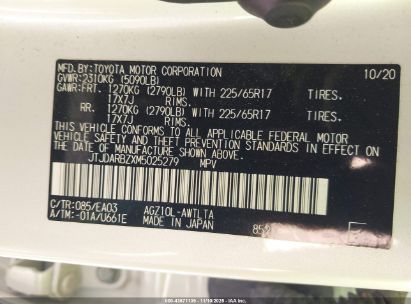 MFD.BY:TOYOTA MOTOR CORPORATION 10/20
GVWR:2310KG (5090LB)
GAWR:FRT. 1270KG (2790LB) WITH 225/65R17 TIRES.
17X7J RIMS.
RR. 1270KG (2790LB) WITH 225/65R17 TIRES.
17X7J RIMS.
THIS VEHICLE CONFORMS TO ALL APPLICABLE FEDERAL MOTOR
VEHICLE SAFETY AND THEFT PREVENTION STANDARDS IN EFFECT ON
THE DATE OF MANUFACTURE SHOWN ABOVE.
JTJDARBZXM5025279 MPV
C/TR:085/EA03 AGZ10L-AWTLTA
A/TM:-01A/U661E MADE IN JAPAN